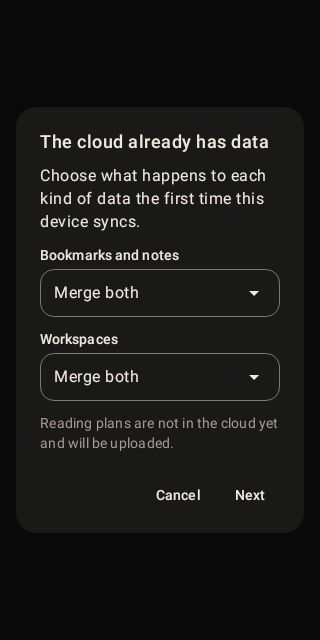 The cloud already has data
Choose what happens to each
kind of data the first time this
device syncs.
Bookmarks and notes
Merge both
Workspaces
Merge both
Reading plans are not in the cloud yet
and will be uploaded.
Cancel Next